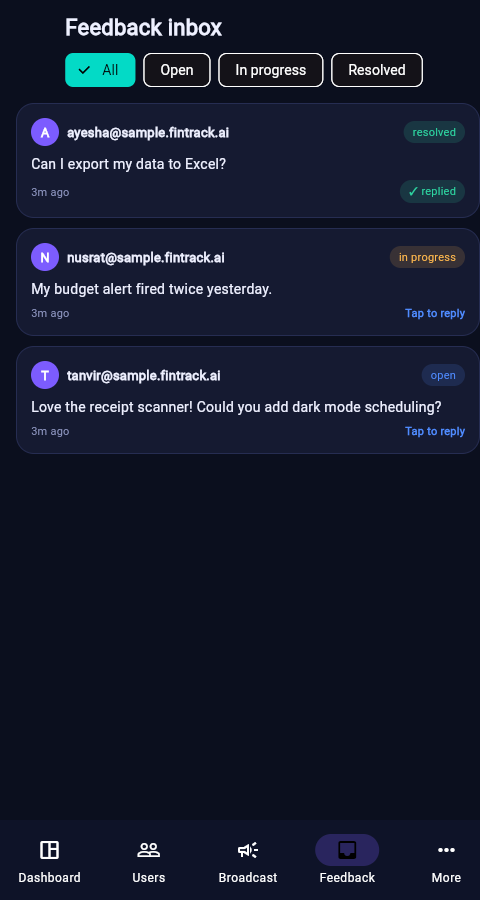 Feedback inbox
All Open In progress Resolved
A ayesha@sample.fintrack.ai resolved
Can I export my data to Excel?
3m ago ✓ replied
N nusrat@sample.fintrack.ai in progress
My budget alert fired twice yesterday.
3m ago Tap to reply
T tanvir@sample.fintrack.ai open
Love the receipt scanner! Could you add dark mode scheduling?
3m ago Tap to reply
Dashboard Users Broadcast Feedback More